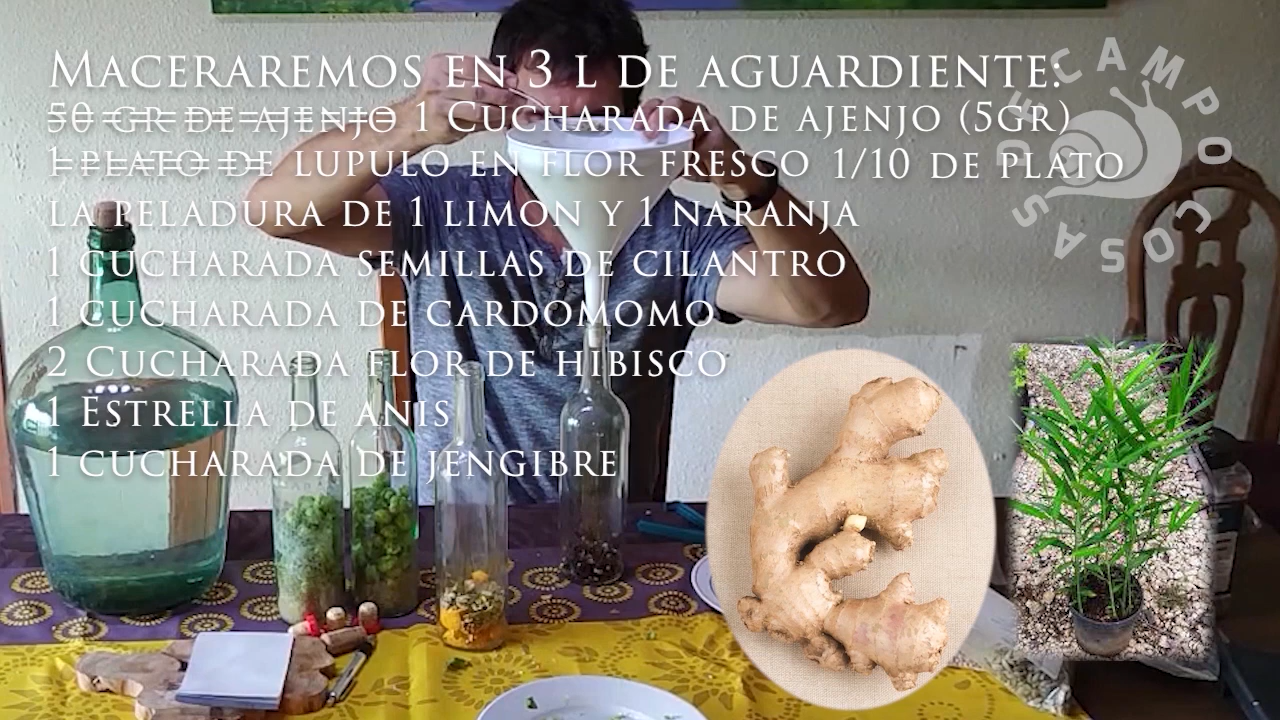 Maceraremos en 3 l de aguardiente:
50 gr de ajenjo 1 Cucharada de ajenjo (5gr)
1 plato de lupulo en flor fresco 1/10 de plato
la peladura de 1 limon y 1 naranja
1 cucharada semillas de cilantro
1 cucharada de cardomomo
2 Cucharada flor de hibisco
1 Estrella de anis
1 cucharada de jengibre
COSAS DE CAMPO